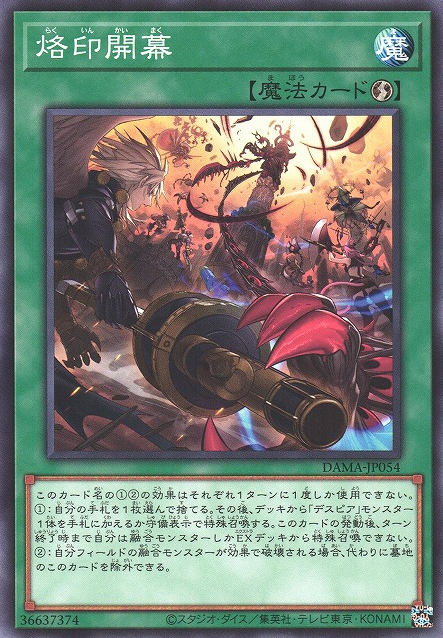 烙印開幕
魔
【魔法カード】
DAMA-JP054
このカード名の①②の効果はそれぞれ1ターンに1度しか使用できない。
①:自分の手札を1枚選んで捨てる。その後、デッキから「デスピア」モンスター
1体を手札に加えるか守備表示で特殊召喚する。このカードの発動後、ターン
終了時まで自分は融合モンスターしかEXデッキから特殊召喚できない。
②:自分フィールドの融合モンスターが効果で破壊される場合、代わりに墓地
のこのカードを除外できる。
36637374
©スタジオ・ダイス/集英社・テレビ東京・KONAMI